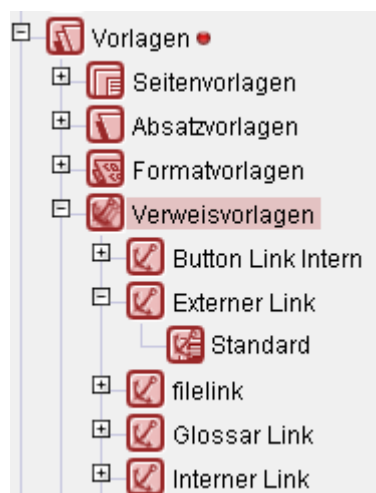 Vorlagen
Seitenvorlagen
Absatzvorlagen
Formatvorlagen
Verweisvorlagen
Button Link Intern
Externer Link
Standard
filelink
Glossar Link
Interner Link